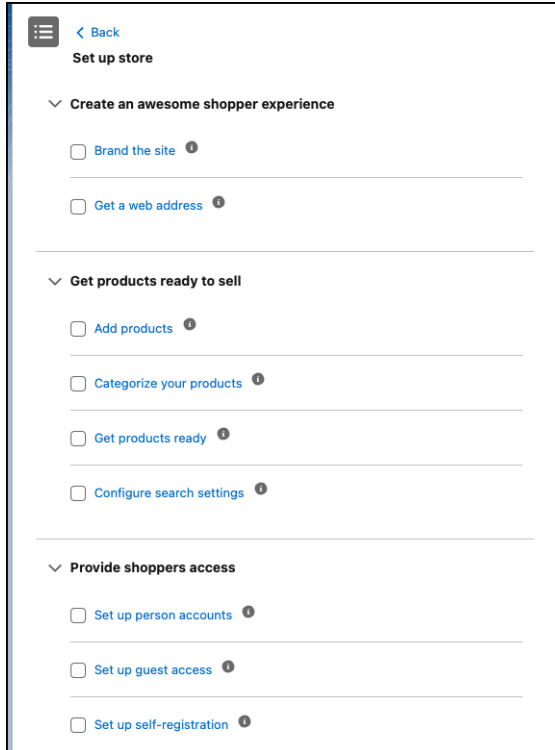 Back
Set up store
Create an awesome shopper experience
Brand the site
Get a web address
Get products ready to sell
Add products
Categorize your products
Get products ready
Configure search settings
Provide shoppers access
Set up person accounts
Set up guest access
Set up self-registration